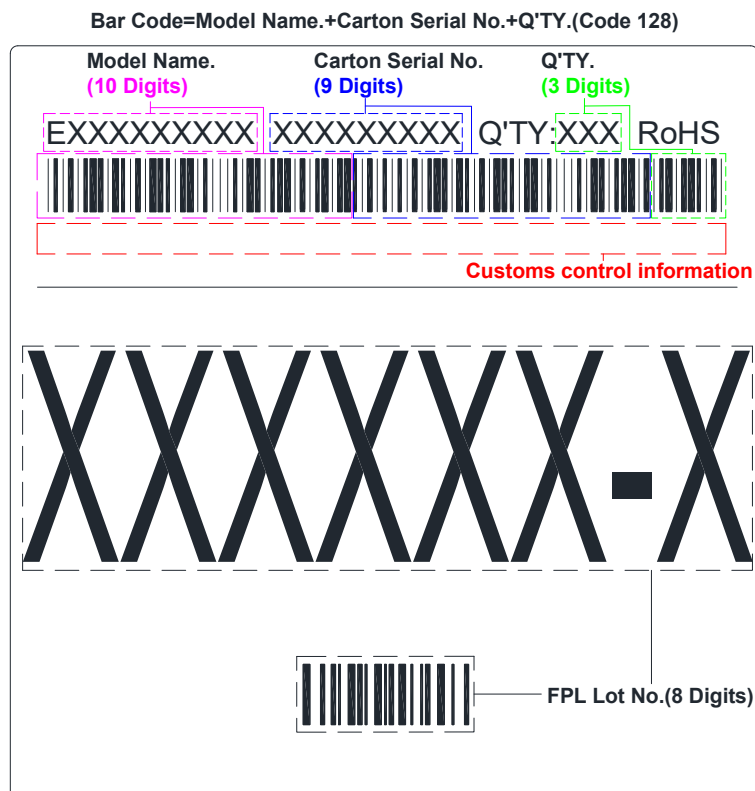 Bar Code=Model Name.+Carton Serial No.+Q'TY.(Code 128)
Model Name. Carton Serial No. Q'TY.
(10 Digits) (9 Digits) (3 Digits)
EXXXXXXXXX XXXXXXXXX Q'TY:XXX RoHS
Customs control information
XXXXXX-X
FPL Lot No.(8 Digits)